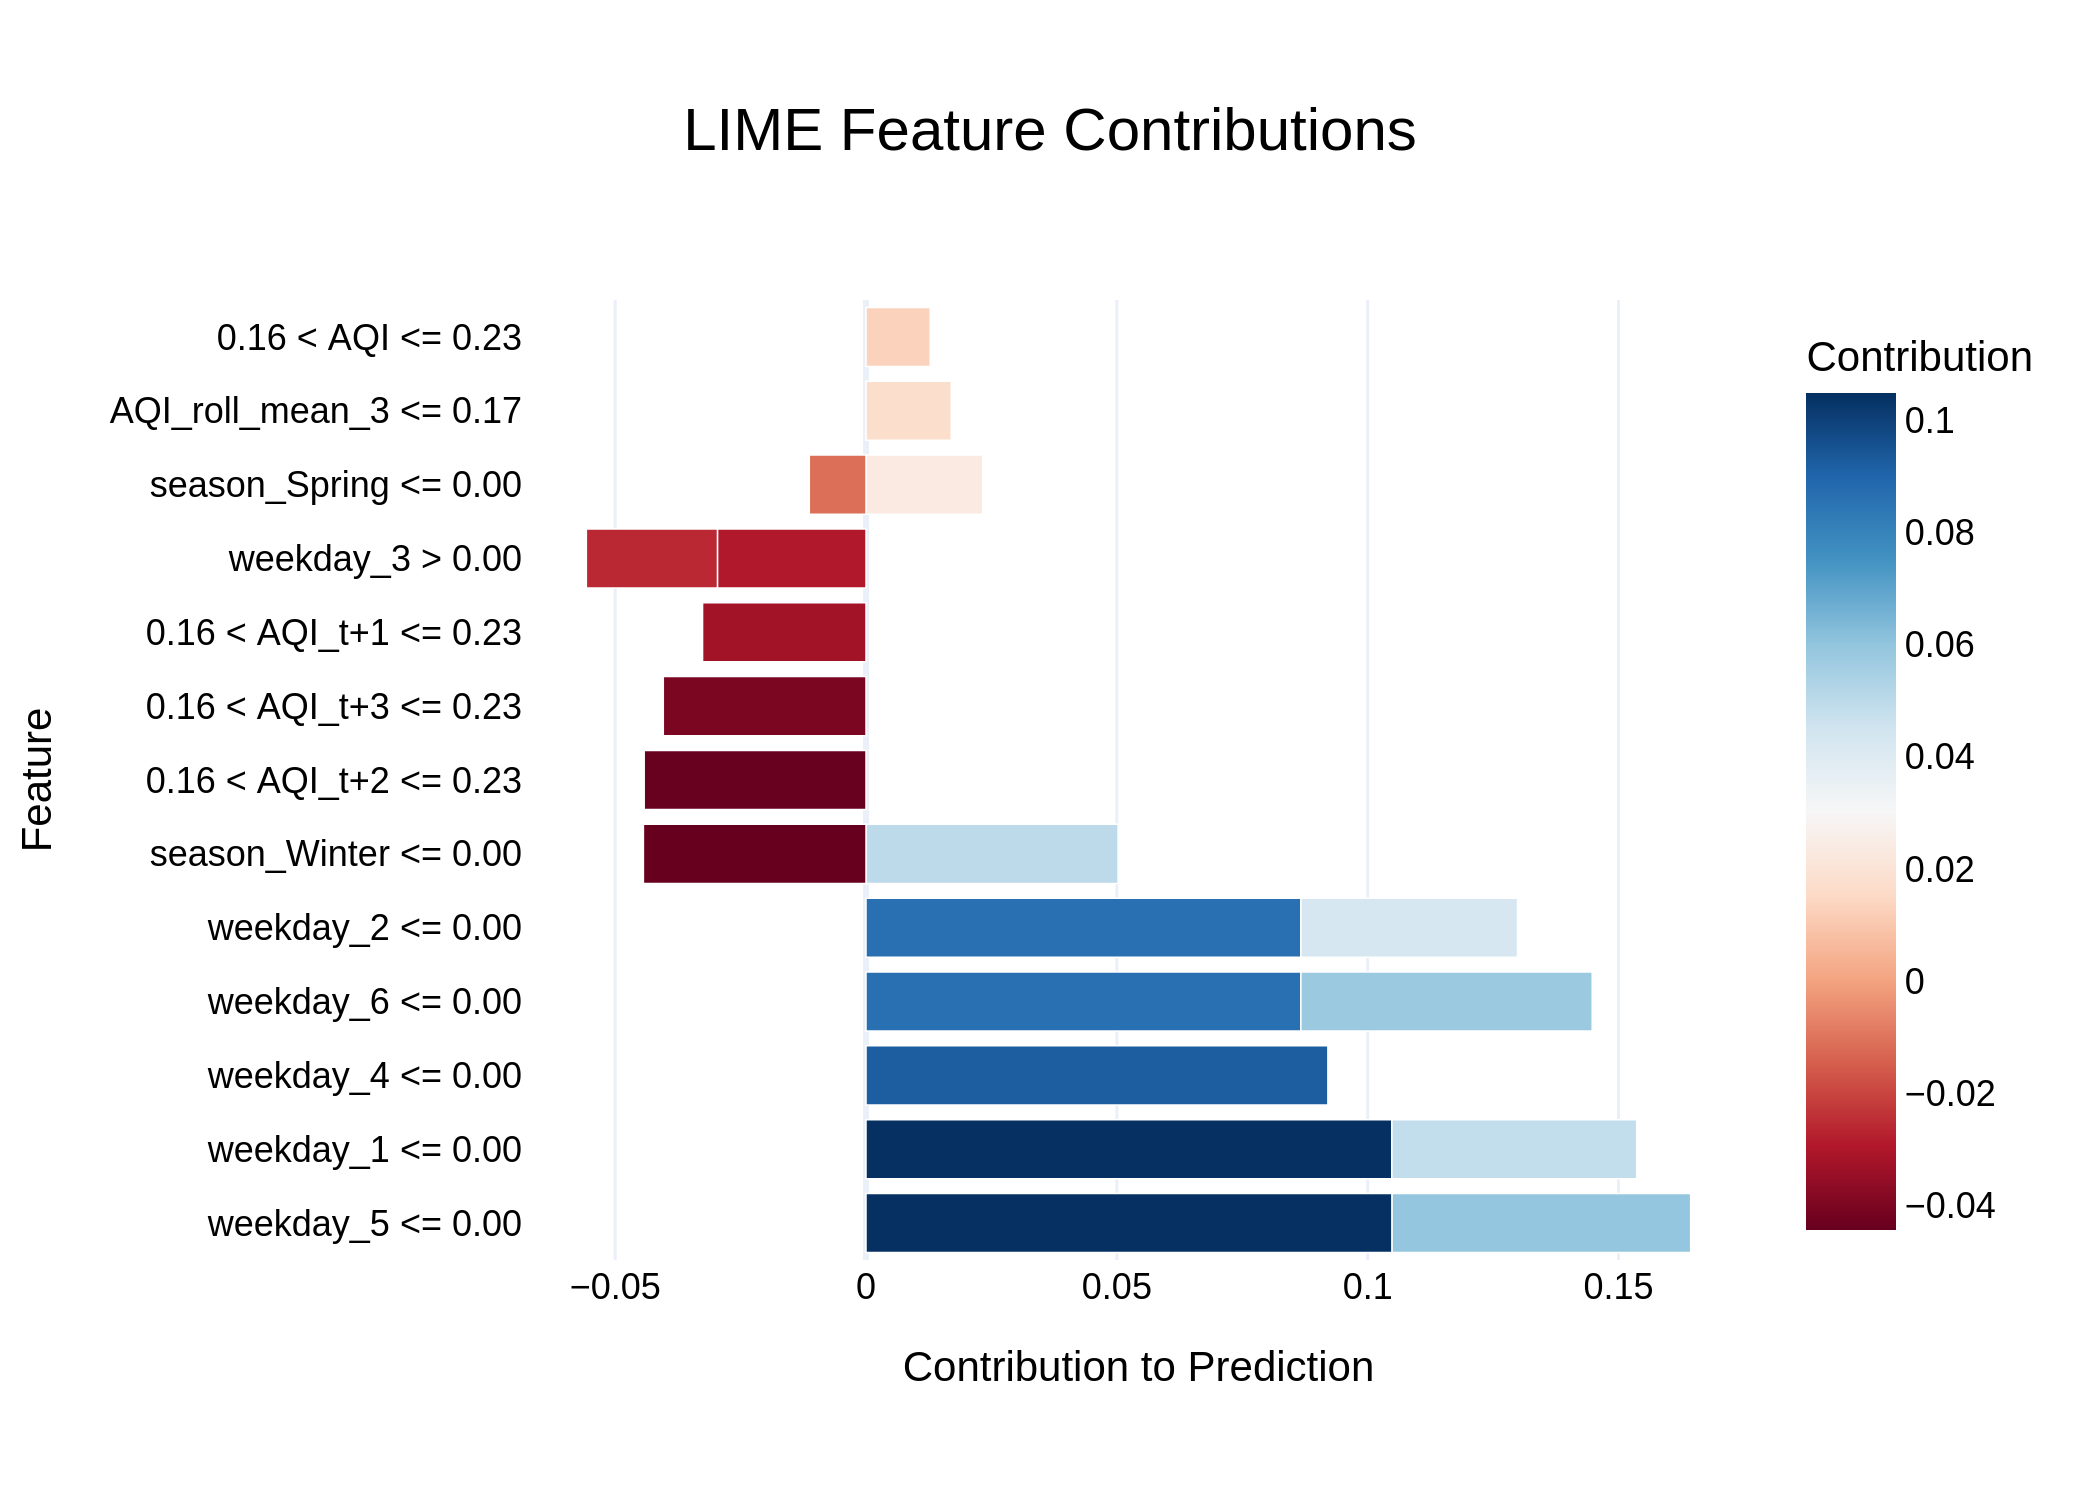 LIME Feature Contributions
0.16 < AQI <= 0.23
AQI_roll_mean_3 <= 0.17
season_Spring <= 0.00
weekday_3 > 0.00
0.16 < AQI_t+1 <= 0.23
0.16 < AQI_t+3 <= 0.23
0.16 < AQI_t+2 <= 0.23
season_Winter <= 0.00
weekday_2 <= 0.00
weekday_6 <= 0.00
weekday_4 <= 0.00
weekday_1 <= 0.00
weekday_5 <= 0.00
Feature
−0.05
0
0.05
0.1
0.15
Contribution to Prediction
Contribution
0.1
0.08
0.06
0.04
0.02
0
−0.02
−0.04